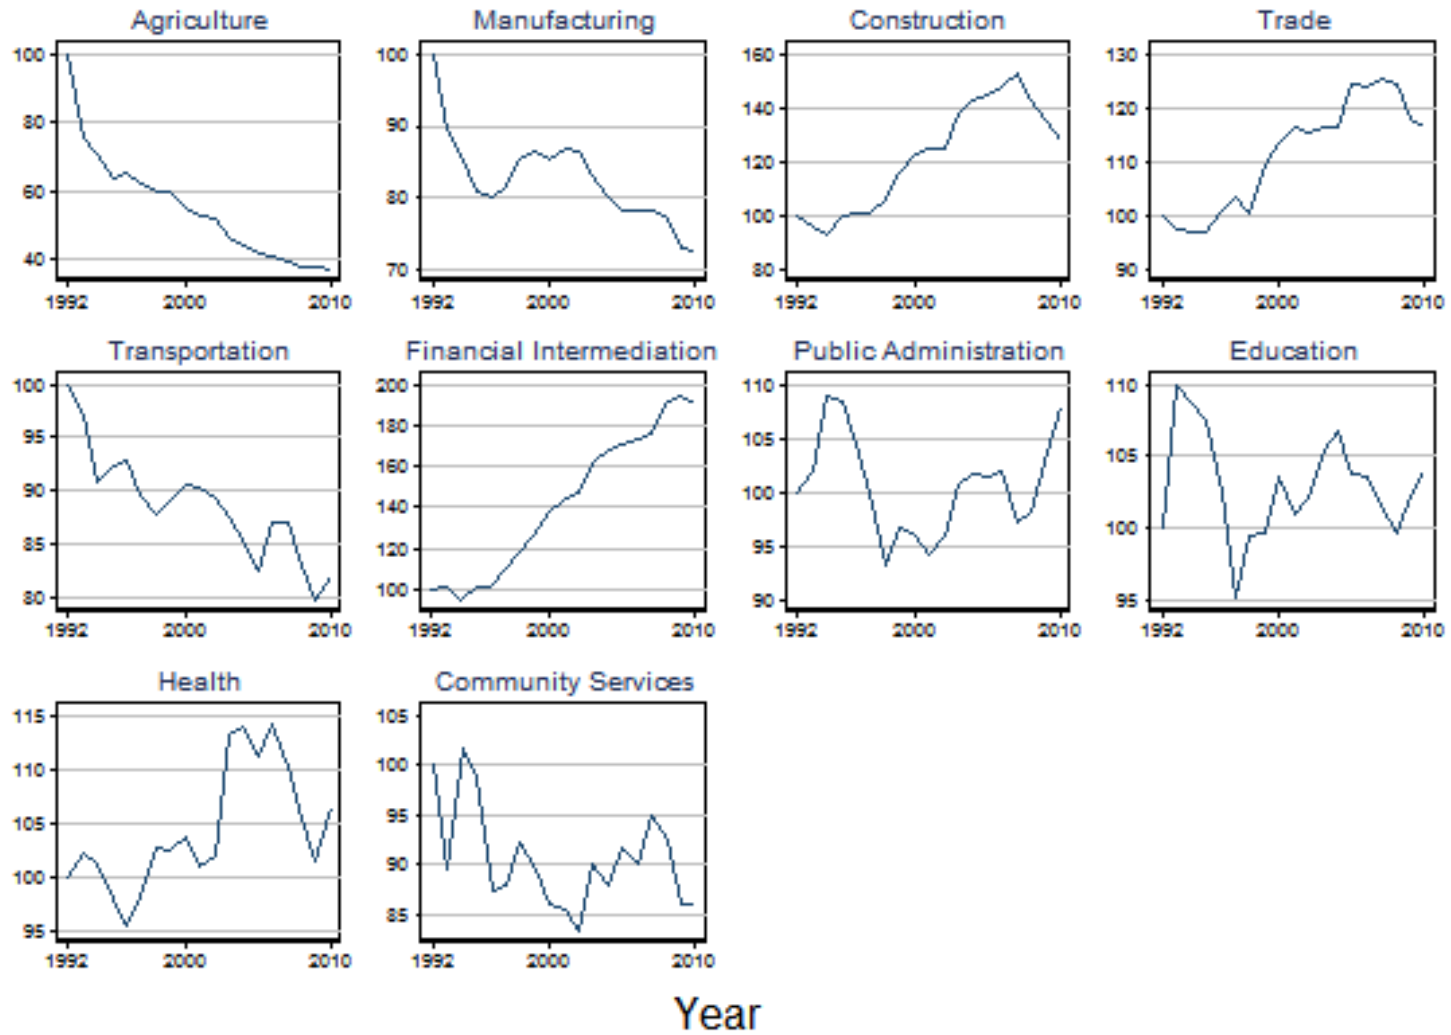 Agriculture Manufacturing Construction Trade
100 100 160 130
80 90 140 120
60 80 120 110
40 70 100 100
80 90
1992 2000 2010 1992 2000 2010 1992 2000 2010 1992 2000 2010
Transportation Financial Intermediation Public Administration Education
100 200 110 110
95 180 105 105
90 160 100 100
85 140 95 95
80 120 90
100
1992 2000 2010 1992 2000 2010 1992 2000 2010 1992 2000 2010
Health Community Services
115 105
110 100
105 95
100 90
95 85
1992 2000 2010 1992 2000 2010
Year